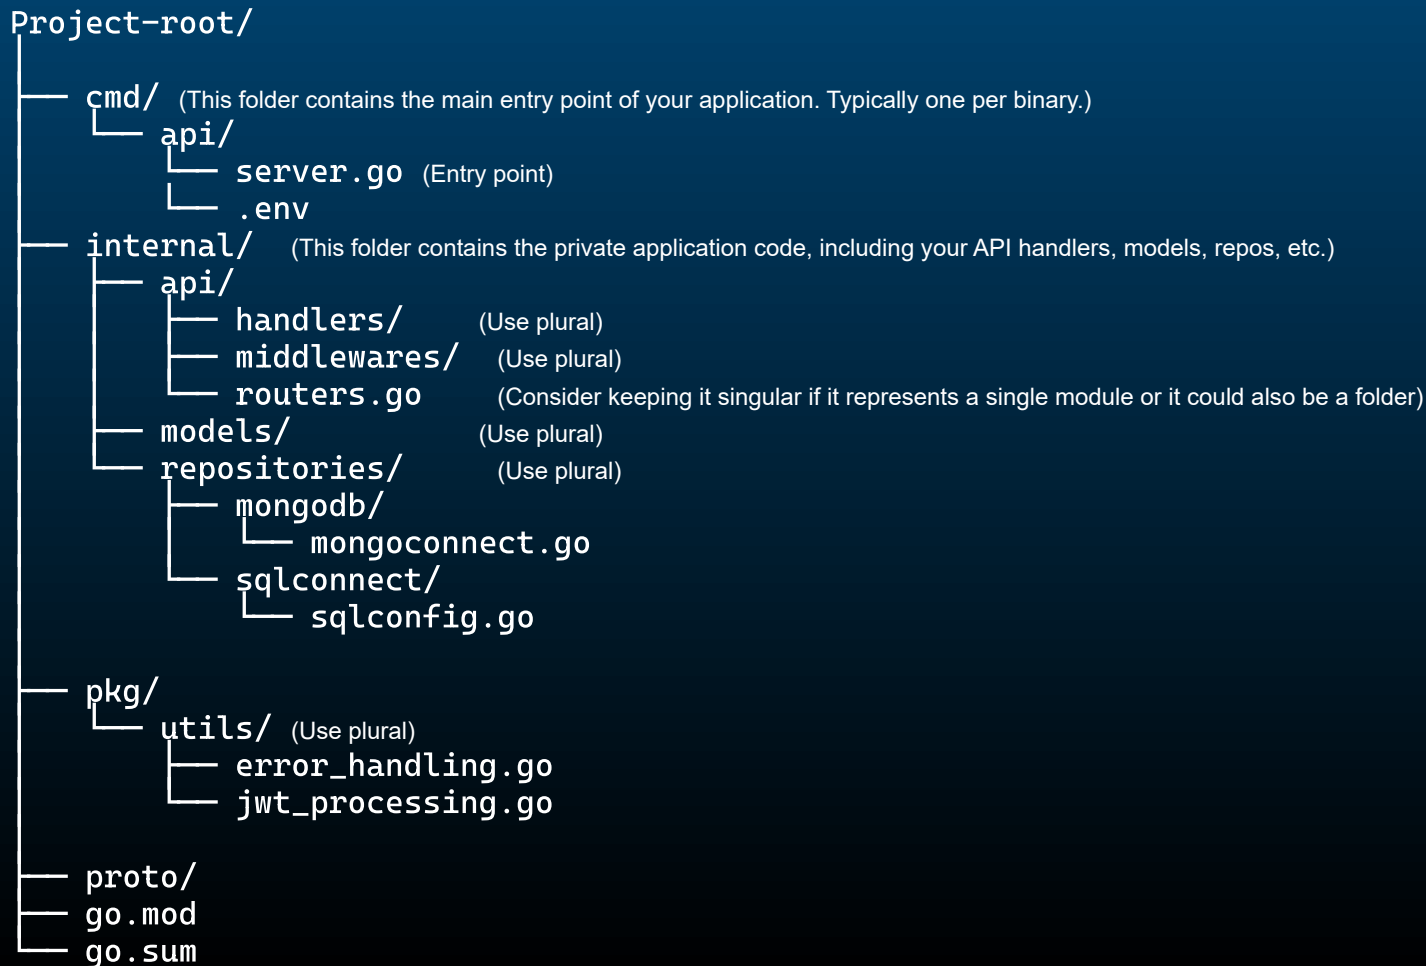 Project-root/
cmd/ (This folder contains the main entry point of your application. Typically one per binary.)
api/
server.go (Entry point)
.env
internal/ (This folder contains the private application code, including your API handlers, models, repos, etc.)
api/
handlers/ (Use plural)
middlewares/ (Use plural)
routers.go (Consider keeping it singular if it represents a single module or it could also be a folder)
models/ (Use plural)
repositories/ (Use plural)
mongodb/
mongoconnect.go
sqlconnect/
sqlconfig.go
pkg/
utils/ (Use plural)
error_handling.go
jwt_processing.go
proto/
go.mod
go.sum